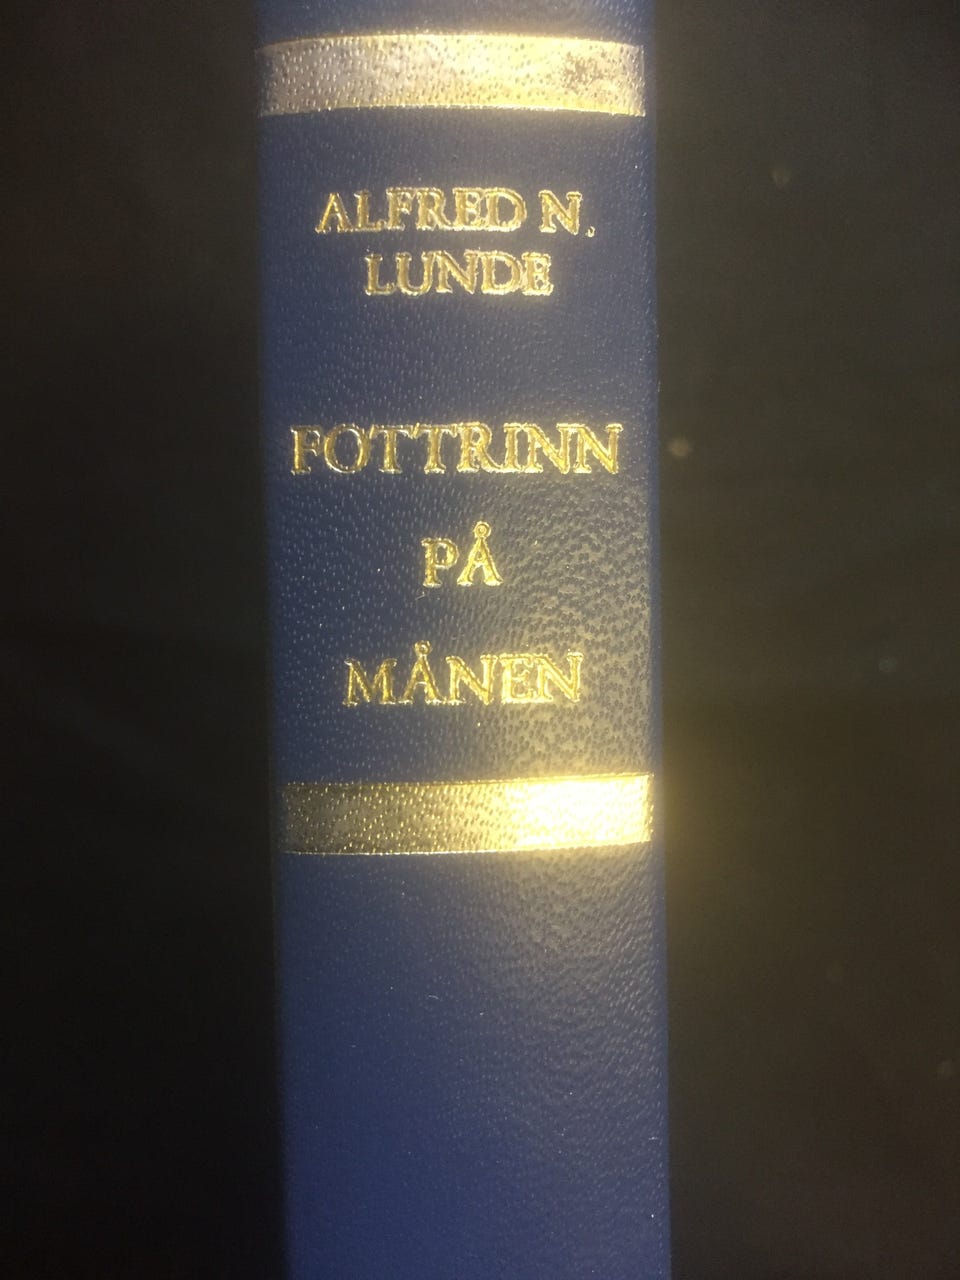 ALFRED N.
LUNDE
FOTTRINN
PÅ
MÅNEN